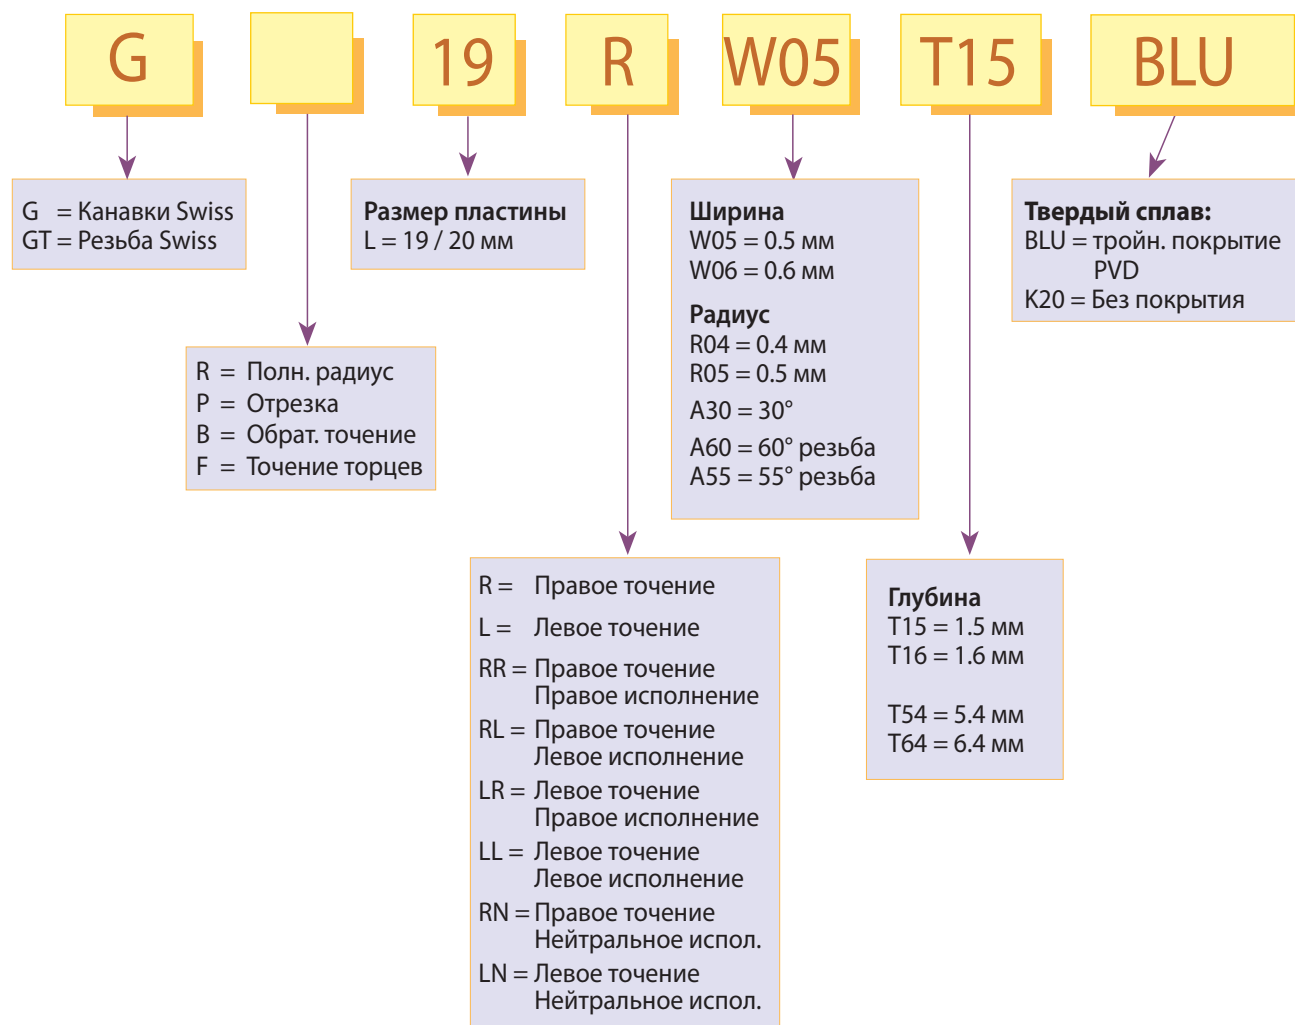 G 19 R W05 T15 BLU
G = Канавки Swiss
GT = Резьба Swiss
R = Полн. радиус
P = Отрезка
B = Обрат. точение
F = Точение торцев
Размер пластины
L = 19 / 20 мм
R = Правое точение
L = Левое точение
RR = Правое точение
Правое исполнение
RL = Правое точение
Левое исполнение
LR = Левое точение
Правое исполнение
LL = Левое точение
Левое исполнение
RN = Правое точение
Нейтральное испол.
LN = Левое точение
Нейтральное испол.
Ширина
W05 = 0.5 мм
W06 = 0.6 мм
Радиус
R04 = 0.4 мм
R05 = 0.5 мм
A30 = 30°
A60 = 60° резьба
A55 = 55° резьба
Глубина
T15 = 1.5 мм
T16 = 1.6 мм
T54 = 5.4 мм
T64 = 6.4 мм
Твердый сплав:
BLU = тройн. покрытие
PVD
K20 = Без покрытия